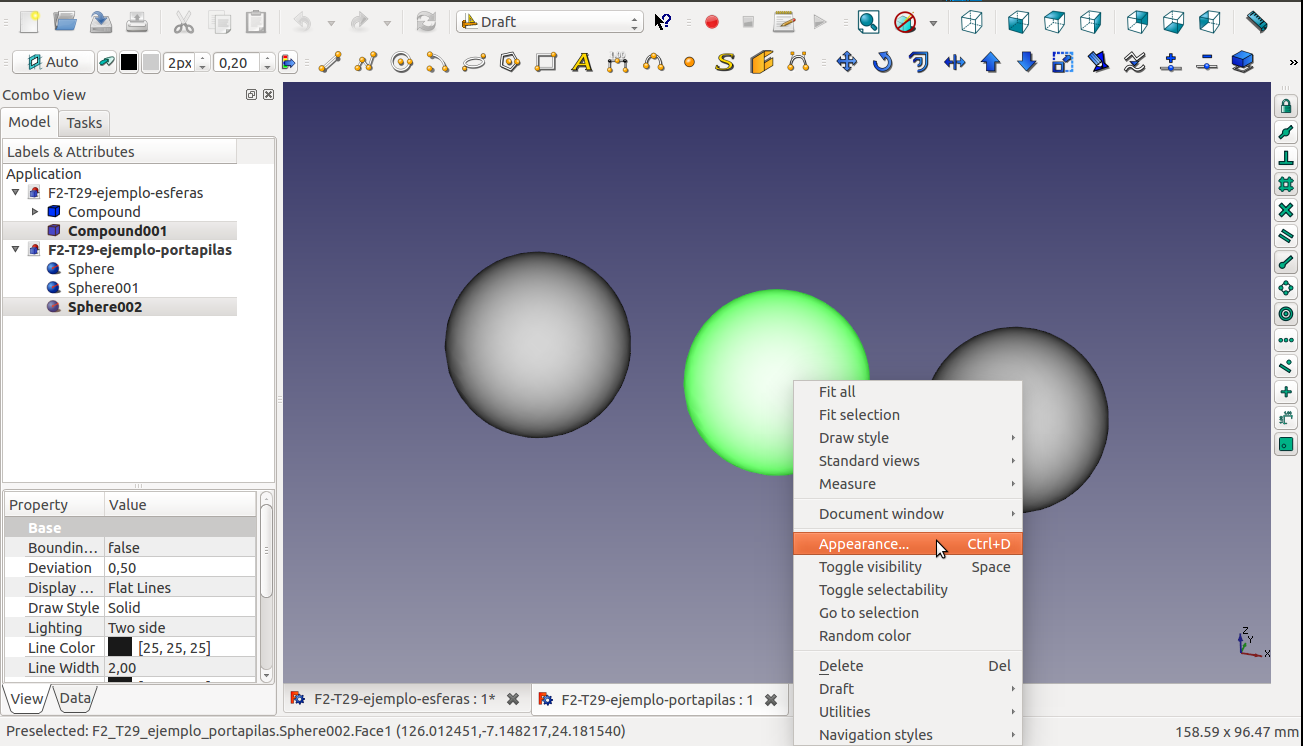 Draft
Auto
2px
0,20
A
S
»
Combo View
Model
Tasks
Labels & Attributes
Application
F2-T29-ejemplo-esferas
Compound
Compound001
F2-T29-ejemplo-portapilas
Sphere
Sphere001
Sphere002
Property Value
Base
Boundin... false
Deviation 0,50
Display ... Flat Lines
Draw Style Solid
Lighting Two side
Line Color [25, 25, 25]
Line Width 2,00
View
Data
Fit all
Fit selection
Draw style
Standard views
Measure
Document window
Appearance... Ctrl+D
Toggle visibility Space
Toggle selectability
Go to selection
Random color
Delete Del
Draft
Utilities
Navigation styles
Z
Y
X
F2-T29-ejemplo-esferas : 1*
F2-T29-ejemplo-portapilas : 1
Preselected: F2_T29_ejemplo_portapilas.Sphere002.Face1 (126.012451,-7.148217,24.181540)
158.59 x 96.47 mm